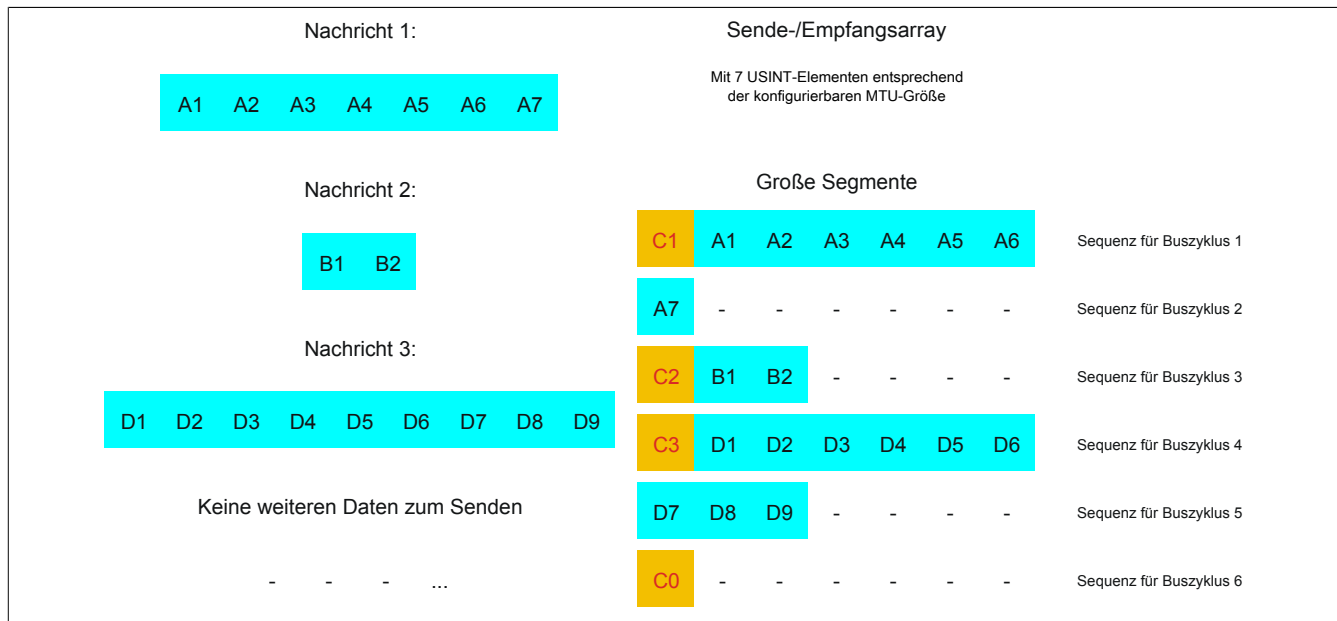 Nachricht 1:
A1 A2 A3 A4 A5 A6 A7
Nachricht 2:
B1 B2
Nachricht 3:
D1 D2 D3 D4 D5 D6 D7 D8 D9
Keine weiteren Daten zum Senden
- - - ...
Sende-/Empfangsarray
Mit 7 USINT-Elementen entsprechend
der konfigurierbaren MTU-Größe
Große Segmente
C1 A1 A2 A3 A4 A5 A6 Sequenz für Buszyklus 1
A7 - - - - - - Sequenz für Buszyklus 2
C2 B1 B2 - - - - Sequenz für Buszyklus 3
C3 D1 D2 D3 D4 D5 D6 Sequenz für Buszyklus 4
D7 D8 D9 - - - - Sequenz für Buszyklus 5
C0 - - - - - - Sequenz für Buszyklus 6